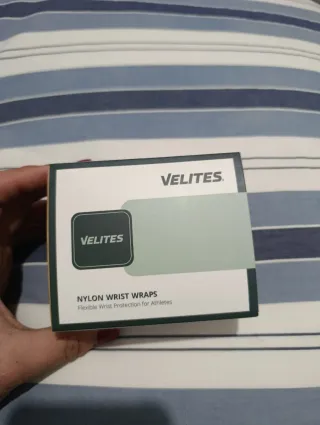 VELITES
VELITES
NYLON WRIST WRAPS
Flexible Wrist Protection for Athletes